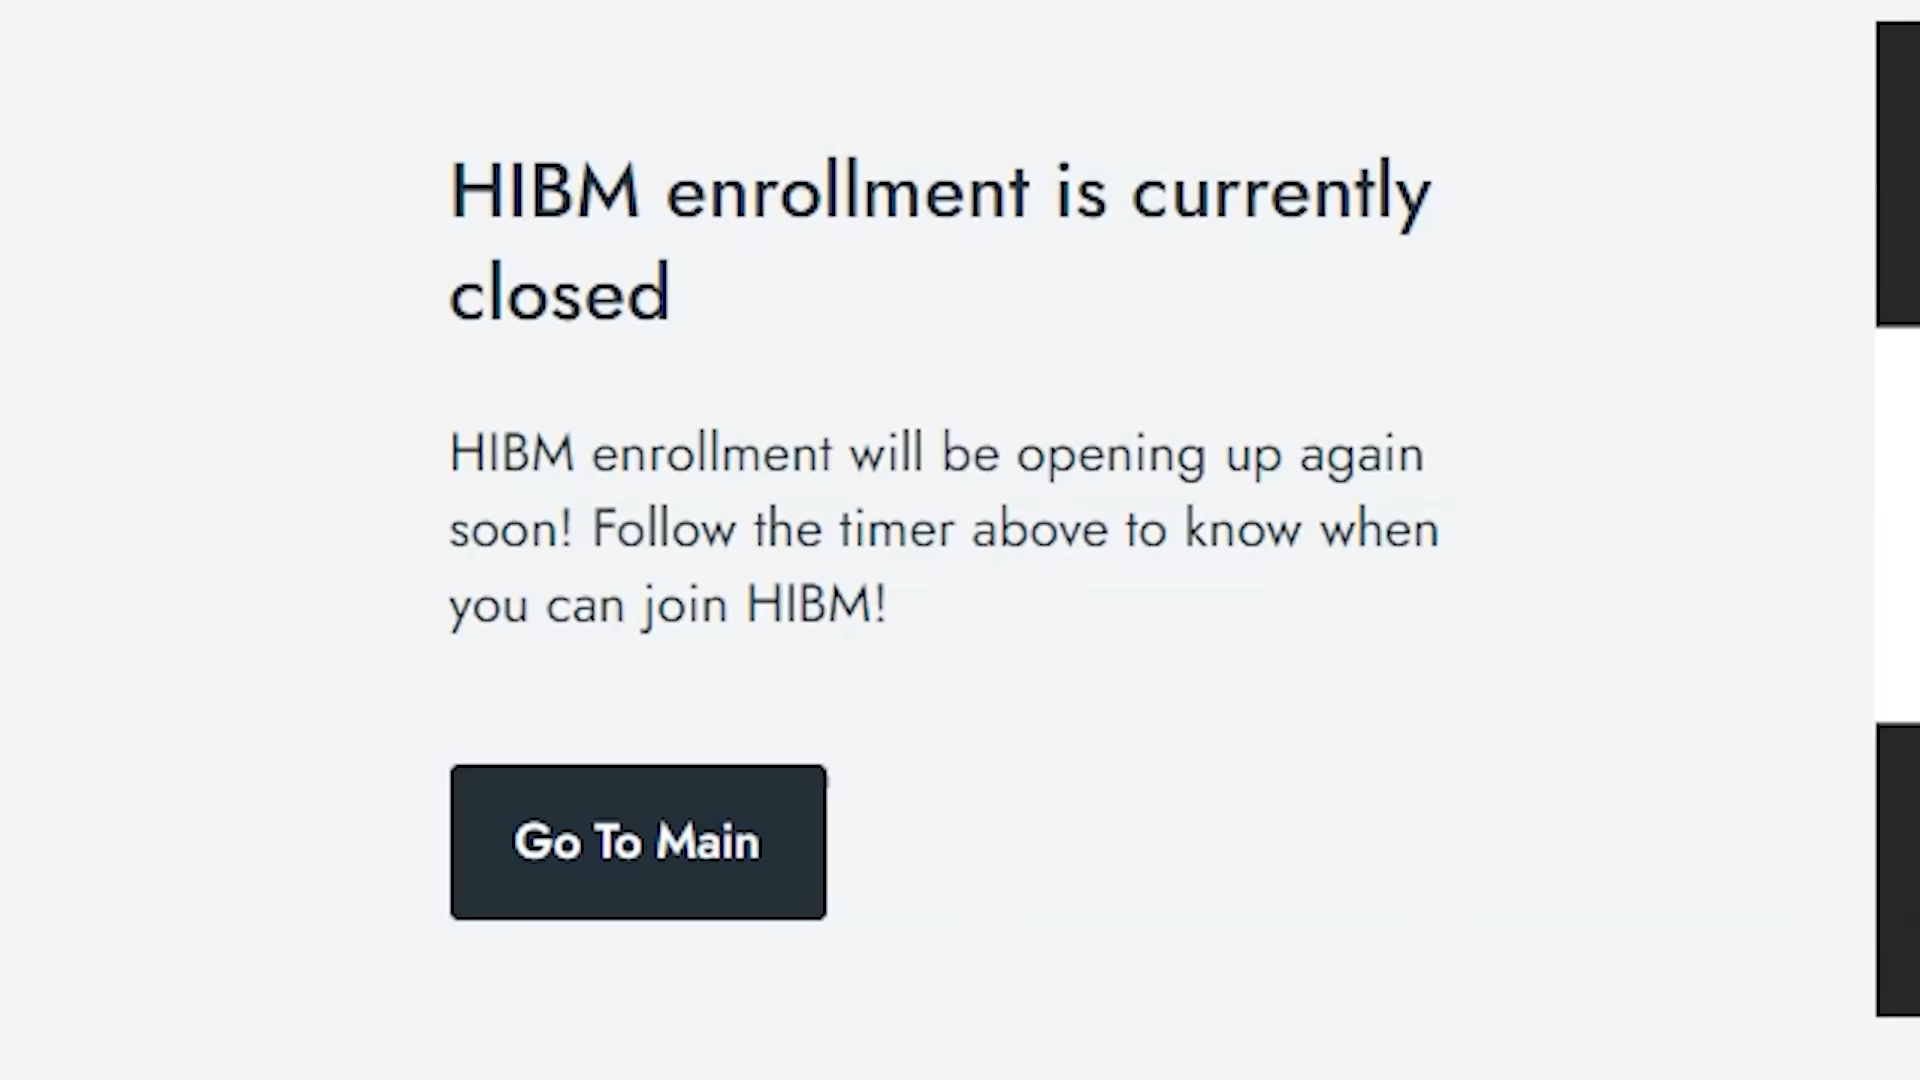 HIBM enrollment is currently
closed
HIBM enrollment will be opening up again
soon! Follow the timer above to know when
you can join HIBM!
Go To Main